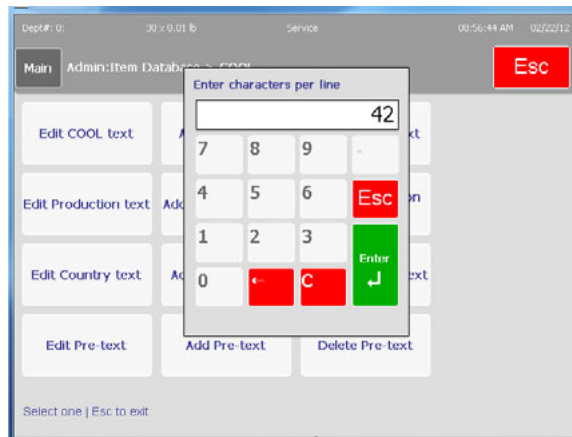 Dept#: 0: 30 x 0.01 lb Service 08:56:44 AM 02/22/12
Main Admin:Item Database > COOL Esc
Enter characters per line
42
7 8 9 -
4 5 6 Esc
1 2 3 Enter
0 ← C
Edit COOL text
Edit Production text
Edit Country text
Edit Pre-text Add Pre-text Delete Pre-text
Select one | Esc to exit